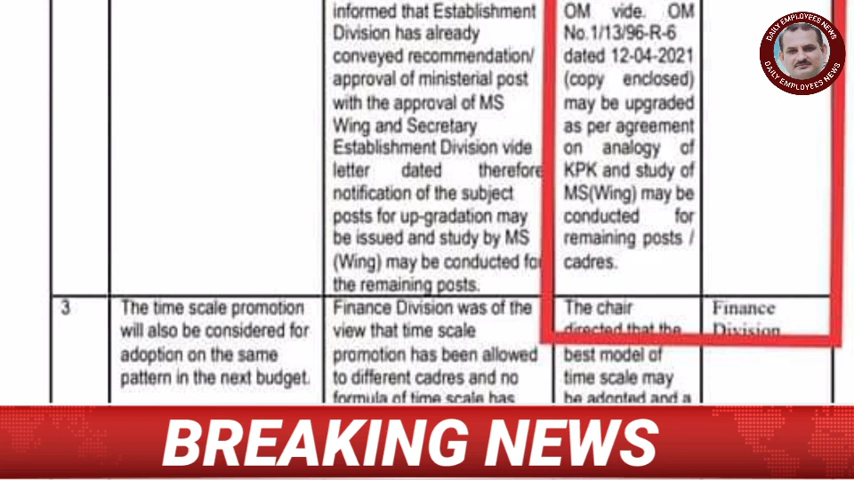 informed that Establishment
Division has already
conveyed recommendation/
approval of ministerial post
with the approval of MS
Wing and Secretary
Establishment Division vide
letter dated therefore
notification of the subject
posts for up-gradation may
be issued and study by MS
(Wing) may be conducted for
the remaining posts.
OM vide. OM
No.1/13/96-R-6
dated 12-04-2021
(copy enclosed)
may be upgraded
as per agreement
on analogy of
KPK and study of
MS(Wing) may be
conducted for
remaining posts /
cadres.
3
The time scale promotion
will also be considered for
adoption on the same
pattern in the next budget.
Finance Division was of the
view that time scale
promotion has been allowed
to different cadres and no
formula of time scale has
The chair
directed that the
best model of
time scale may
be adopted and a
Finance
Division
DAILY EMPLOYEES NEWS
DAILY EMPLOYEES NEWS
BREAKING NEWS